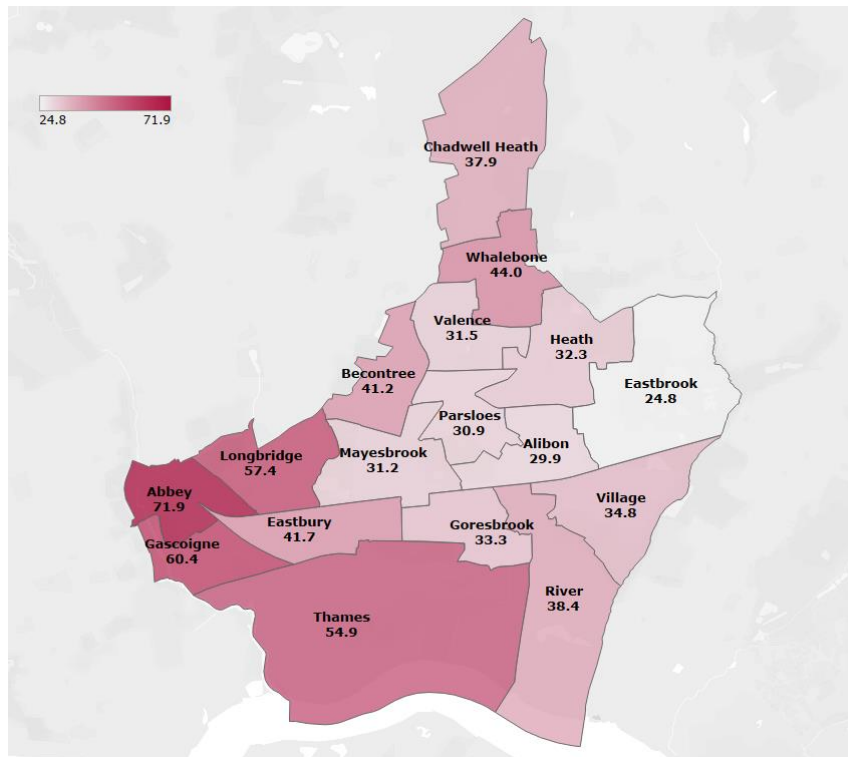 24.8 71.9
Chadwell Heath
37.9
Whalebone
44.0
Valence
31.5
Heath
32.3
Becontree
41.2
Eastbrook
24.8
Parsloes
30.9
Alibon
29.9
Longbridge
57.4
Mayesbrook
31.2
Abbey
71.9
Village
34.8
Eastbury
41.7
Goresbrook
33.3
Gascoigne
60.4
River
38.4
Thames
54.9